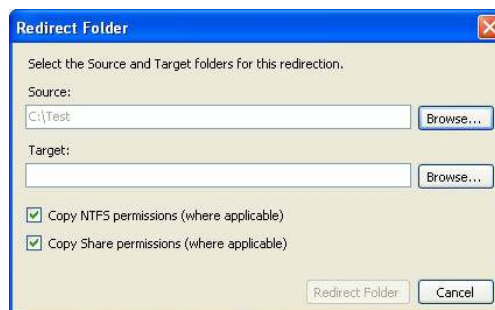 Redirect Folder
Select the Source and Target folders for this redirection.
Source:
C:\Test
Browse...
Target:
Browse...
Copy NTFS permissions (where applicable)
Copy Share permissions (where applicable)
Redirect Folder
Cancel